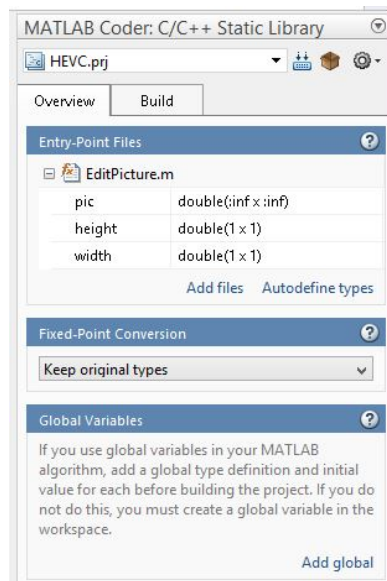 MATLAB Coder: C/C++ Static Library
HEVC.prj
Overview Build
Entry-Point Files
EditPicture.m
pic double(:inf x :inf)
height double(1 x 1)
width double(1 x 1)
Add files Autodefine types
Fixed-Point Conversion
Keep original types
Global Variables
If you use global variables in your MATLAB
algorithm, add a global type definition and initial
value for each before building the project. If you do
not do this, you must create a global variable in the
workspace.
Add global